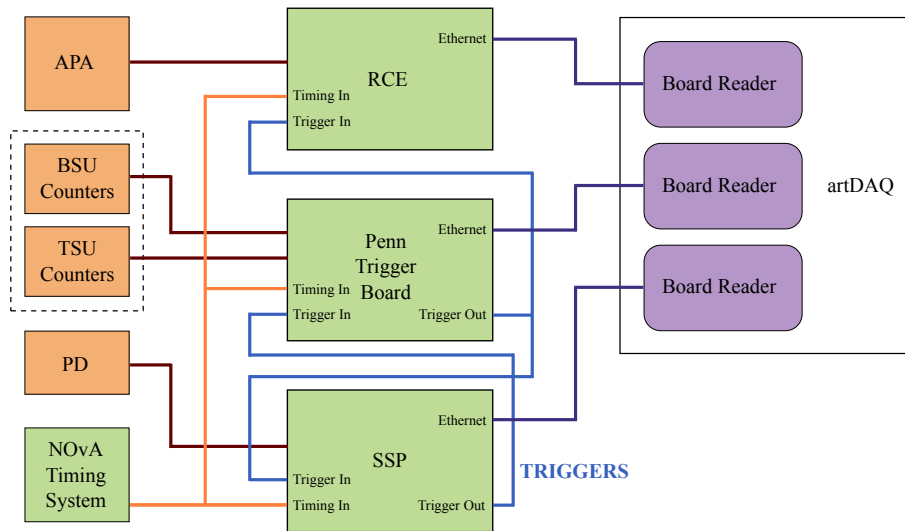 APA
BSU
Counters
TSU
Counters
PD
NOvA
Timing
System
Ethernet
RCE
Timing In
Trigger In
Ethernet
Penn
Trigger
Board
Timing In
Trigger In
Trigger Out
Ethernet
SSP
Trigger In
Timing In
Trigger Out
TRIGGERS
Board Reader
Board Reader
artDAQ
Board Reader